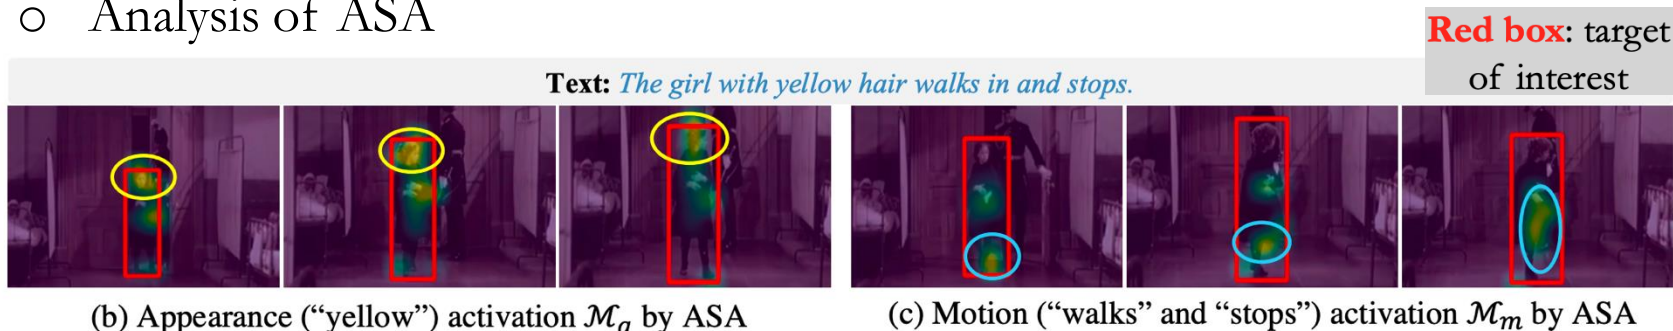 ○ Analysis of ASA
Red box: target
of interest
Text: The girl with yellow hair walks in and stops.
(b) Appearance (“yellow”) activation ℳₐ by ASA
(c) Motion (“walks” and “stops”) activation ℳₘ by ASA